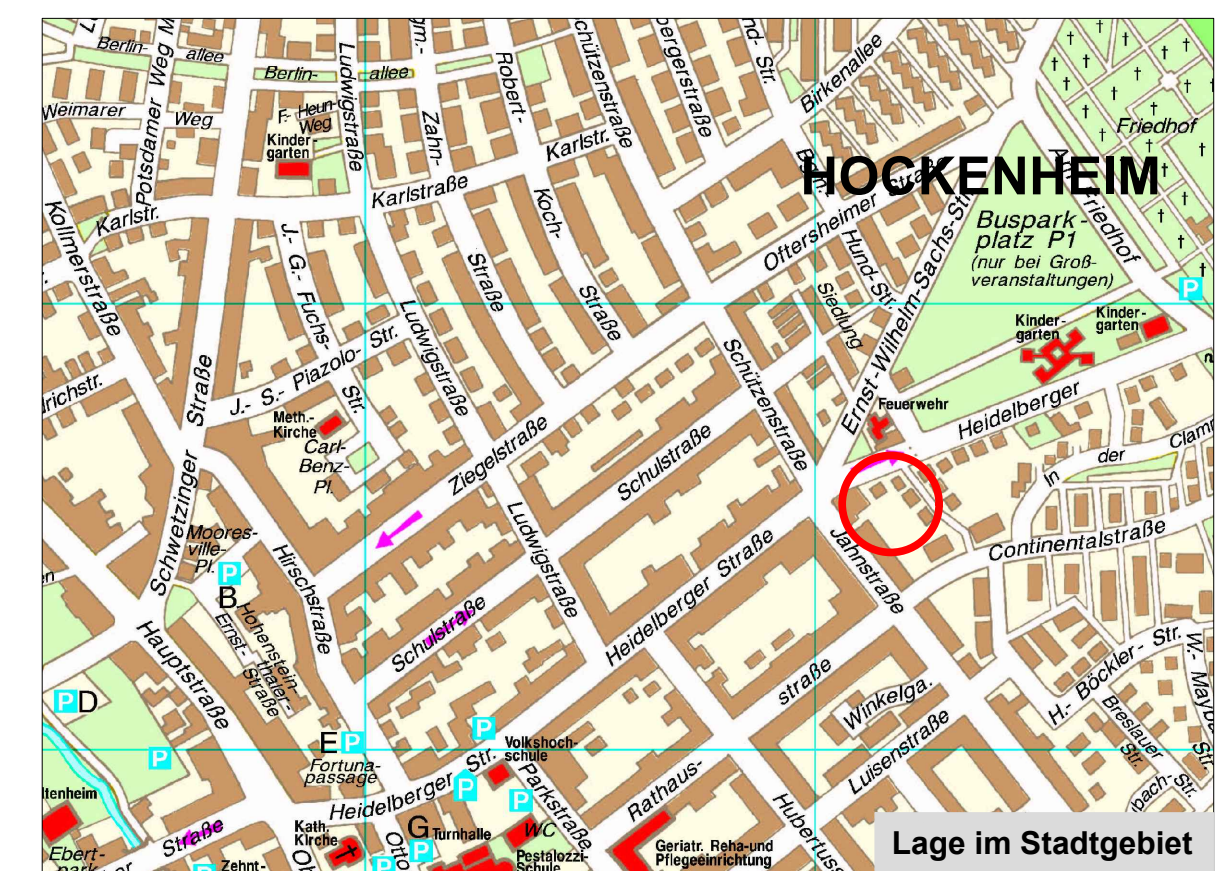 Berlin-
allee
Berlin-
allee
Weimarer
Weg
Potsdamer Weg
F.- Heun-
Weg
Kinder-
garten
Ludwigstraße
Zahn-
Robert-
Karlstr.
Birkenallee
Friedhof
HOCKENHEIM
Am Friedhof
Buspark-
platz P1
(nur bei Groß-
veranstaltungen)
P
Karlstraße
Karlstr.
Kollmerstraße
J.-
G.-
Fuchs-
Str.
Koch-
Straße
Straße
Oftersheimer
Hund-Str.
Siedlung
Ernst-Wilhelm-Sachs-Str.
Kinder-
garten
Kinder-
garten
Ludwigstraße
J.- S.- Piazolo- Str.
Schützenstraße
Feuerwehr
Heidelberger
Meth.-
Kirche
Carl-
Benz-
Pl.
Schwetzinger Straße
Ziegelstraße
Schulstraße
In der
Moores-
ville-
Pl.
P
B
Hirschstraße
Ludwigstraße
Jahnstraße
Continentalstraße
Hohenstein-
thaler-
Ernst-
Straße
Schulstraße
Heidelberger Straße
Hauptstraße
straße
Winkelga.
H.- Böckler- Str.
Breslauer
Str.
P
D
P
E
P
Fortuna-
passage
P
Volkshoch-
schule
Luisenstraße
Heidelberger Str.
P
P
Parkstraße
Rathaus-
Straße
Kath.
Kirche
G
Turnhalle
WC
P
P
P
Pestalozzi-
Schule
Geriatr. Reha-und
Pflegeeinrichtung
Ebert-
Zehnt-
Otto
Lage im Stadtgebiet